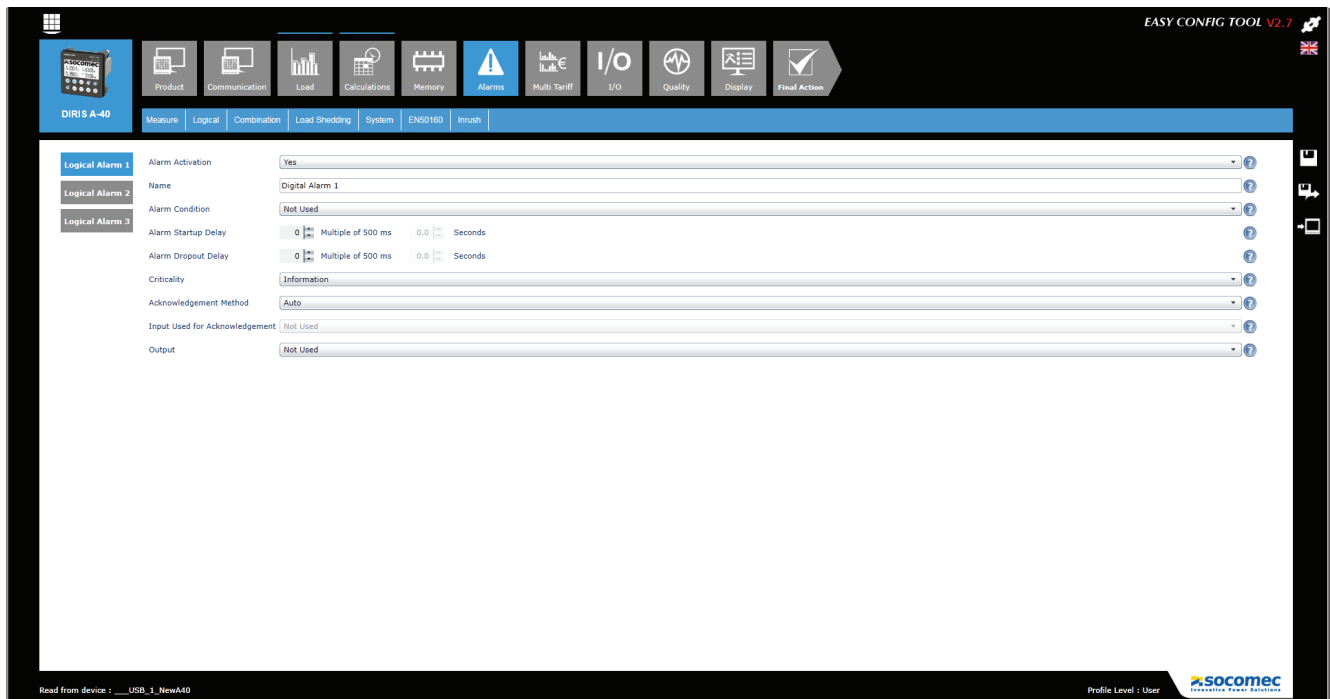 EASY CONFIG TOOL V2.7
Product
Communication
Load
Calculations
Memory
Alarms
Multi Tariff
I/O
I/O
Quality
Display
Final Action
DIRIS A-40
Measure
Logical
Combination
Load Shedding
System
EN50160
Inrush
Logical Alarm 1
Logical Alarm 2
Logical Alarm 3
Alarm Activation Yes
Name Digital Alarm 1
Alarm Condition Not Used
Alarm Startup Delay 0 Multiple of 500 ms 0.0 Seconds
Alarm Dropout Delay 0 Multiple of 500 ms 0.0 Seconds
Criticality Information
Acknowledgement Method Auto
Input Used for Acknowledgement Not Used
Output Not Used
Read from device : ___USB_1_NewA40
Profile Level : User
socomec
Innovative Power Solutions